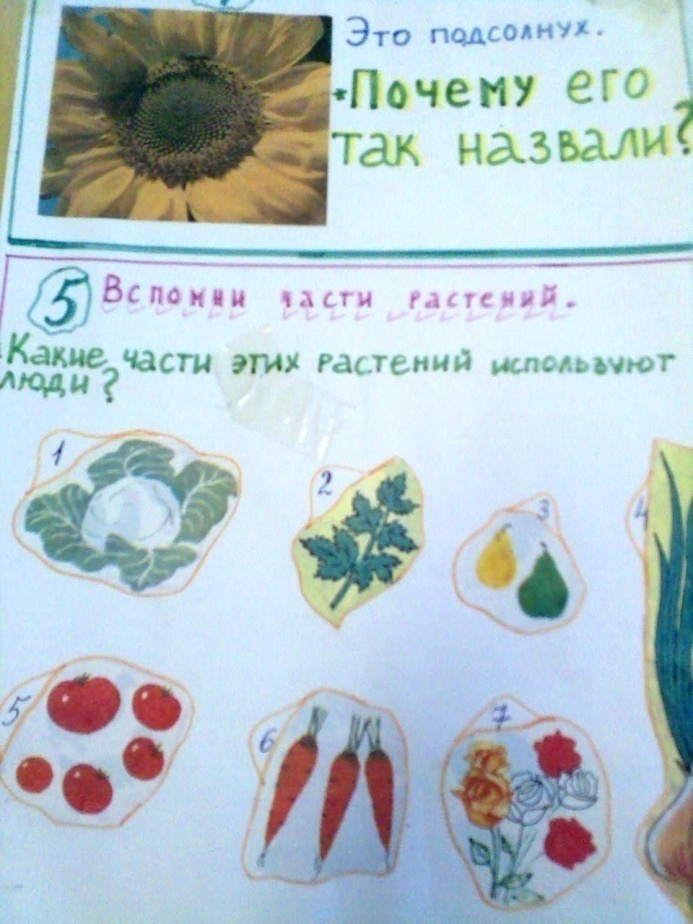 Это подсолнух.
*Почему его
так назвали?
5 Вспомни части растений.
Какие части этих растений используют
люди?
1
2
3
4
5
6
7